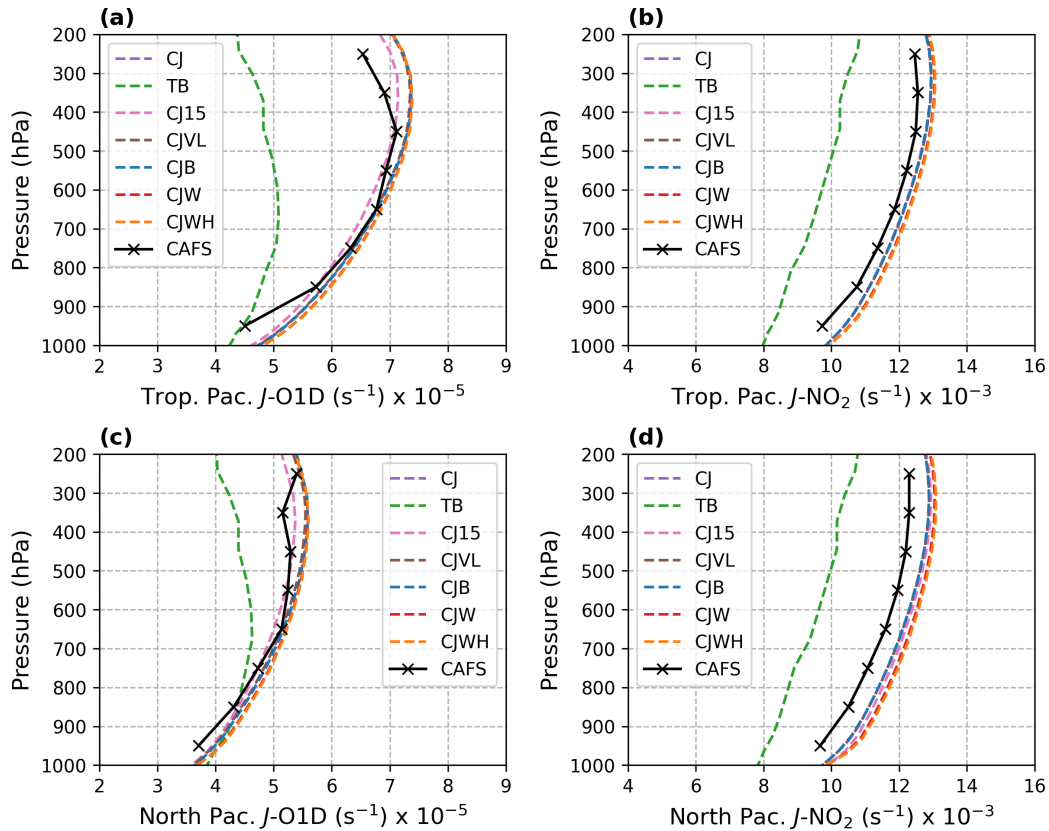 (a)
200
300
400
500
600
700
800
900
1000
Pressure (hPa)
CJ
TB
CJ15
CJVL
CJB
CJW
CJWH
CAFS
2 3 4 5 6 7 8 9
Trop. Pac. J-O1D (s⁻¹) x 10⁻⁵
(b)
200
300
400
500
600
700
800
900
1000
Pressure (hPa)
CJ
TB
CJ15
CJVL
CJB
CJW
CJWH
CAFS
4 6 8 10 12 14 16
Trop. Pac. J-NO₂ (s⁻¹) x 10⁻³
(c)
200
300
400
500
600
700
800
900
1000
Pressure (hPa)
CJ
TB
CJ15
CJVL
CJB
CJW
CJWH
CAFS
2 3 4 5 6 7 8 9
North Pac. J-O1D (s⁻¹) x 10⁻⁵
(d)
200
300
400
500
600
700
800
900
1000
Pressure (hPa)
CJ
TB
CJ15
CJVL
CJB
CJW
CJWH
CAFS
4 6 8 10 12 14 16
North Pac. J-NO₂ (s⁻¹) x 10⁻³